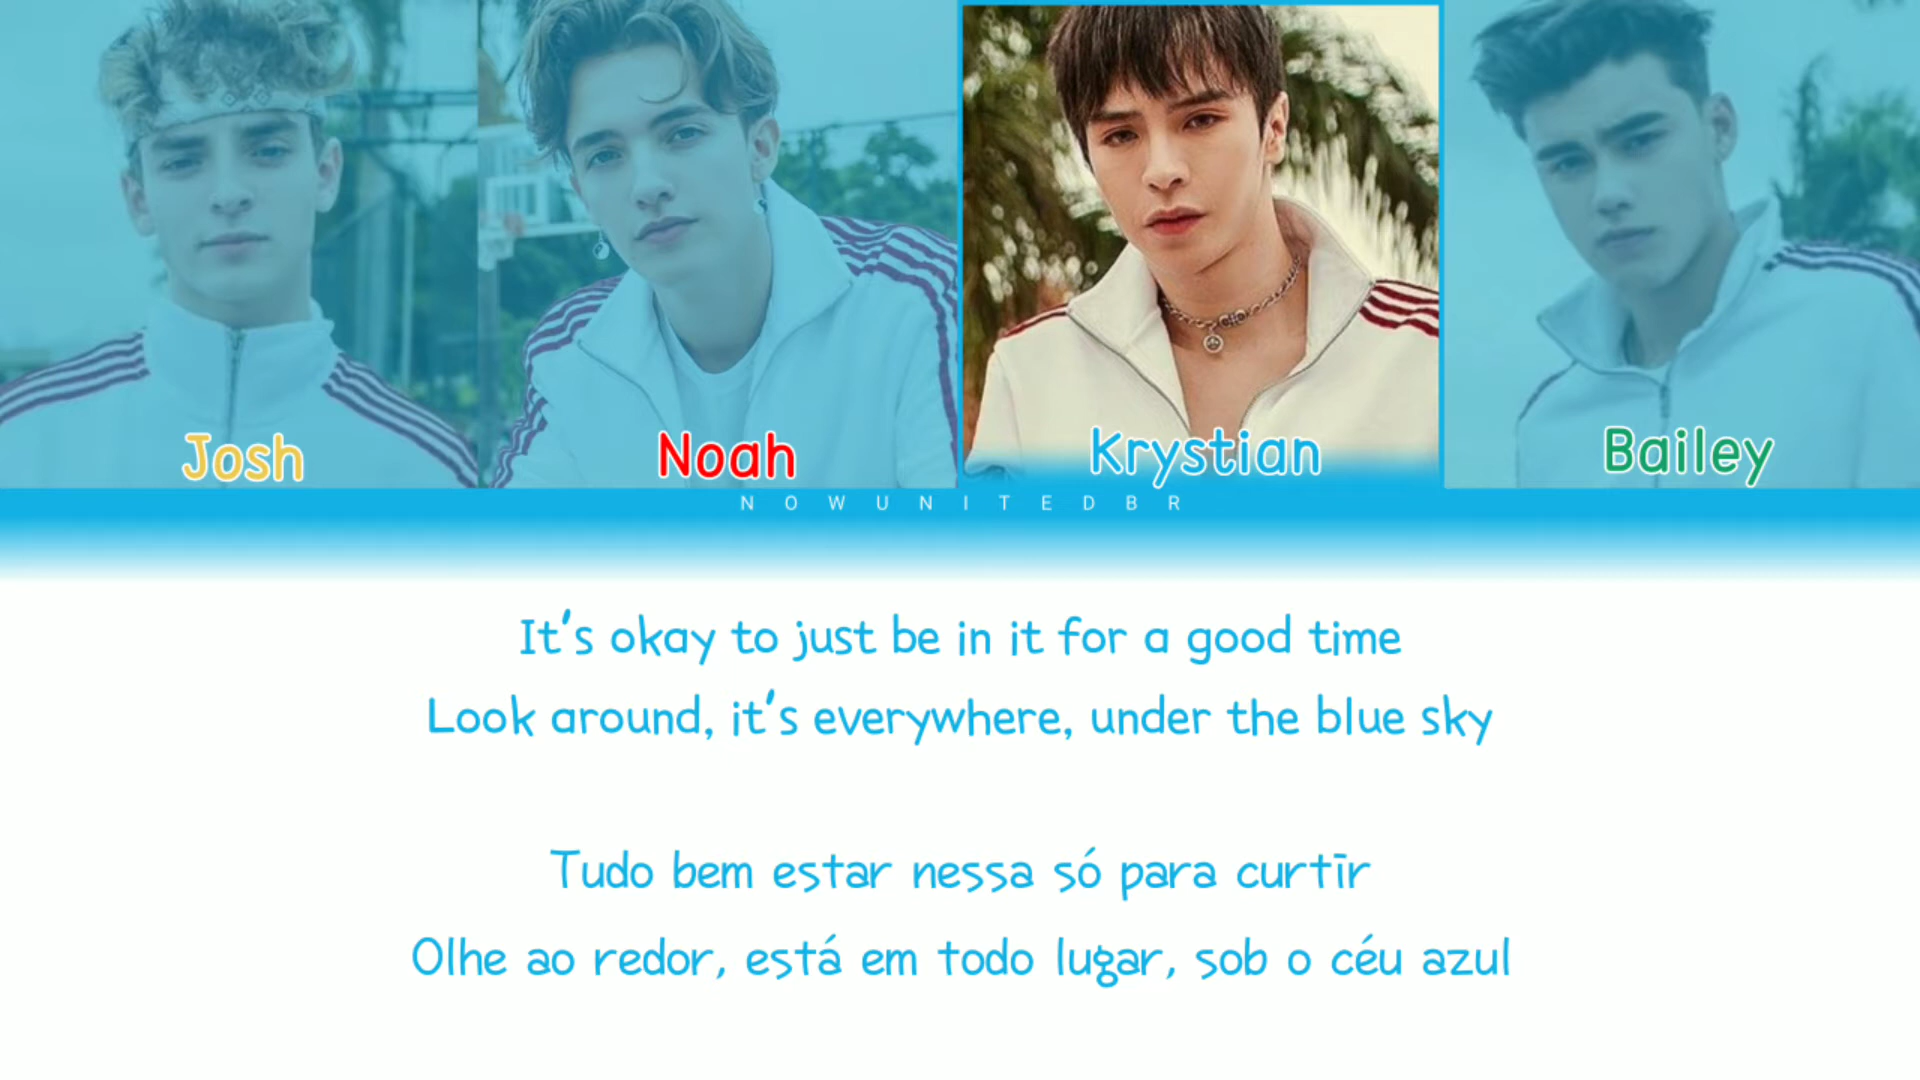 Josh Noah Krystian Bailey
NOWUNITEDBR
It's okay to just be in it for a good time
Look around, it's everywhere, under the blue sky
Tudo bem estar nessa só para curtir
Olhe ao redor, está em todo lugar, sob o céu azul